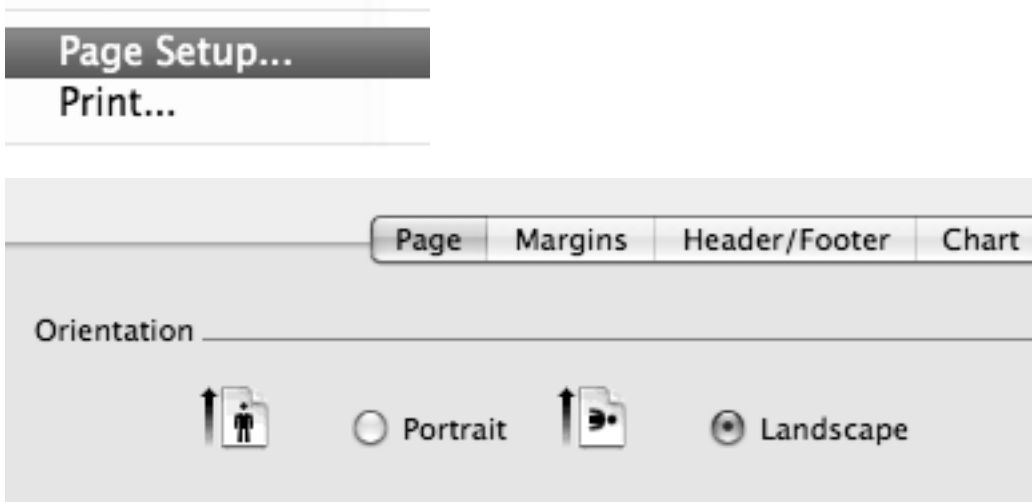 Page Setup...
Print...
Page Margins Header/Footer Chart
Orientation
Portrait Landscape